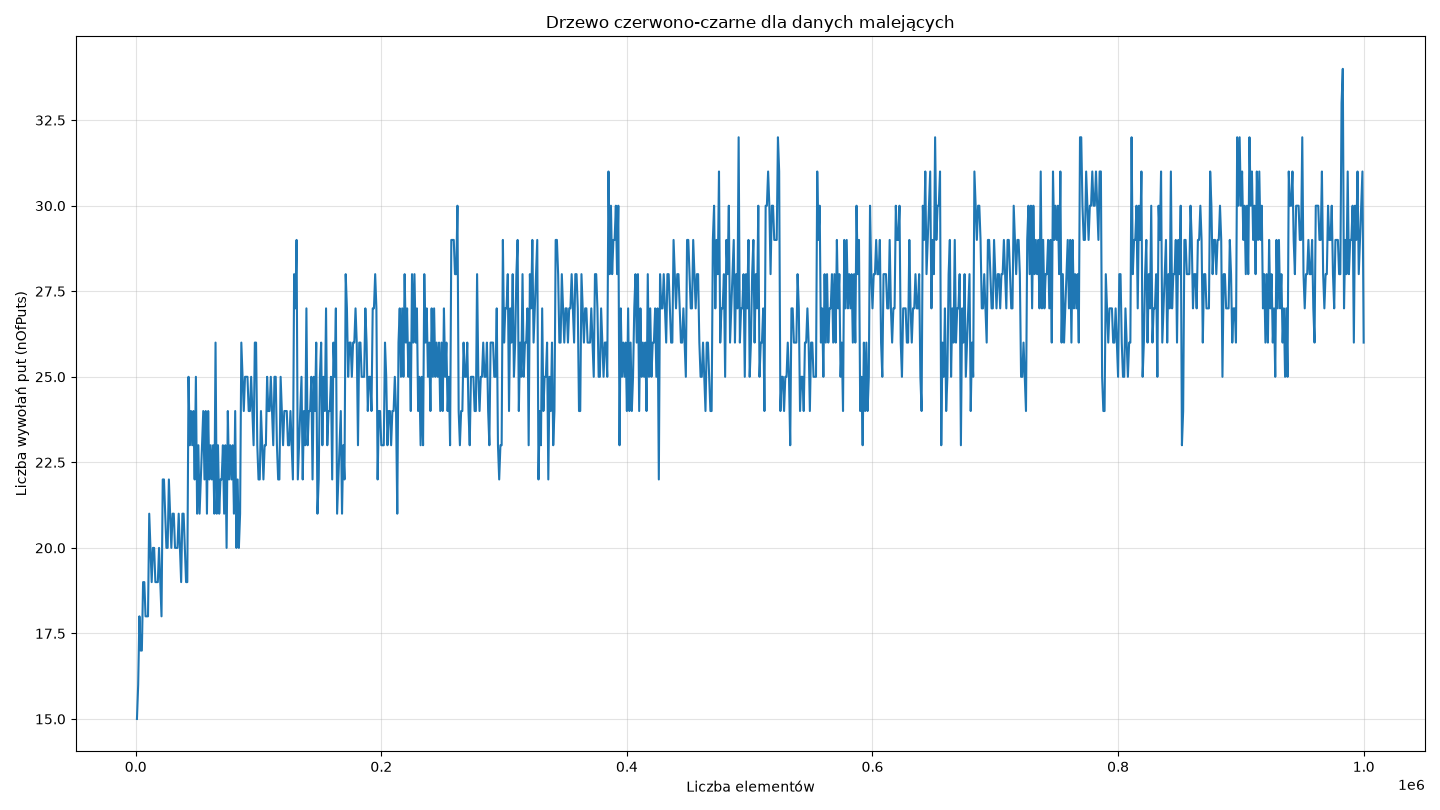 Drzewo czerwono-czarne dla danych malejących
Liczba wywołań put (nOfPuts)
32.5
30.0
27.5
25.0
22.5
20.0
17.5
15.0
0.0 0.2 0.4 0.6 0.8 1.0
1e6
Liczba elementów